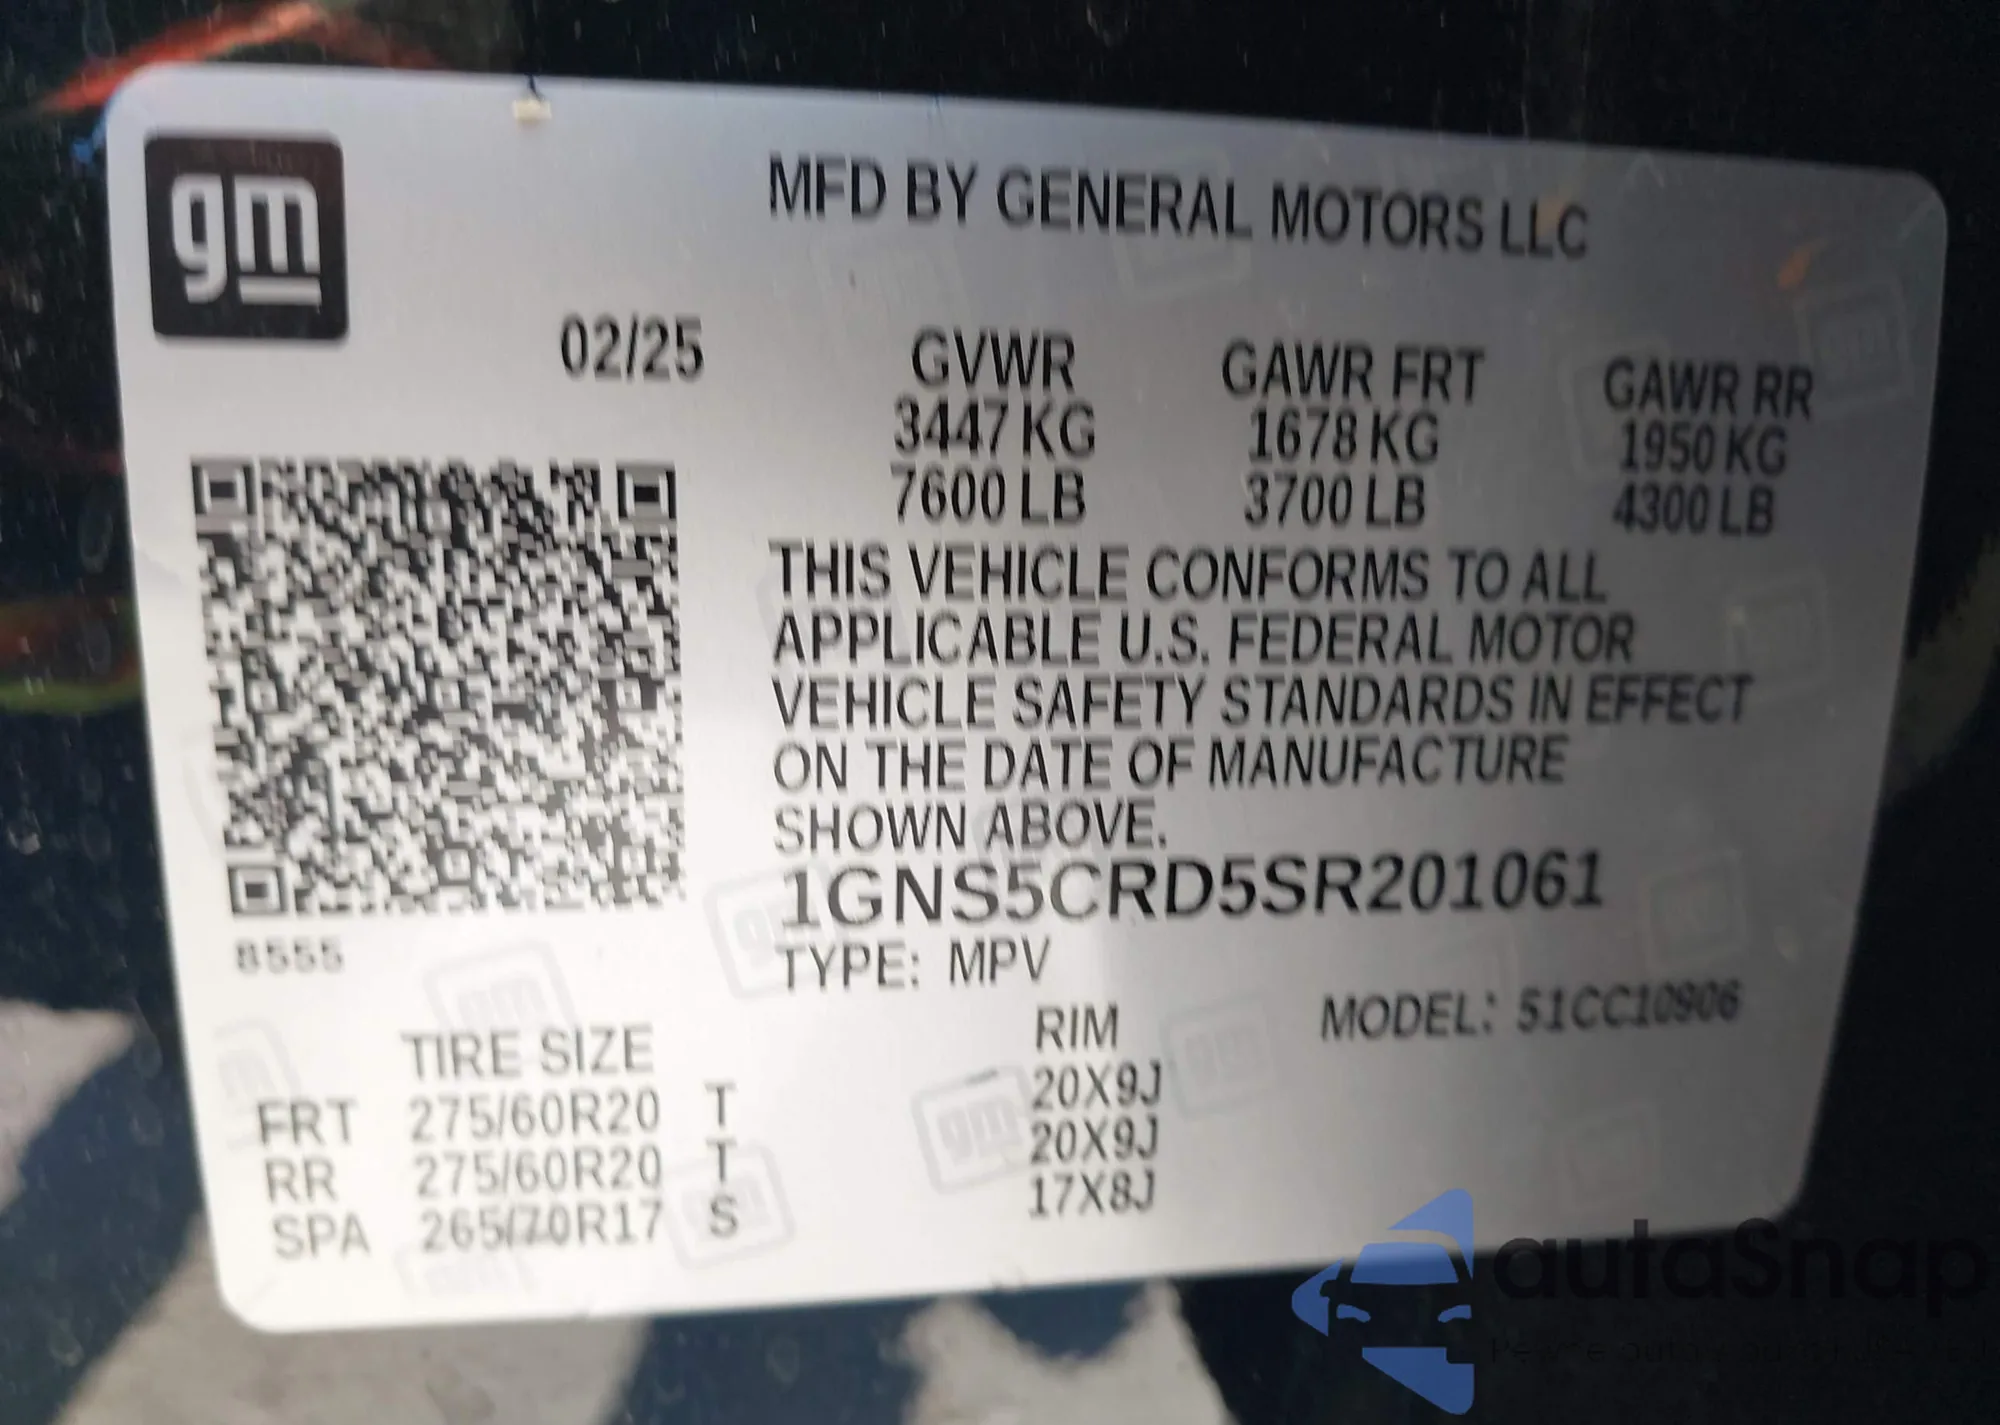 gm
MFD BY GENERAL MOTORS LLC
02/25
GVWR GAWR FRT GAWR RR
3447 KG 1678 KG 1950 KG
7600 LB 3700 LB 4300 LB
THIS VEHICLE CONFORMS TO ALL
APPLICABLE U.S. FEDERAL MOTOR
VEHICLE SAFETY STANDARDS IN EFFECT
ON THE DATE OF MANUFACTURE
SHOWN ABOVE.
1GNS5CRD5SR201061
8555
TYPE: MPV
MODEL: 51CC10906
TIRE SIZE RIM
FRT 275/60R20 T 20X9J
RR 275/60R20 T 20X9J
SPA 265/70R17 S 17X8J
autoSnap